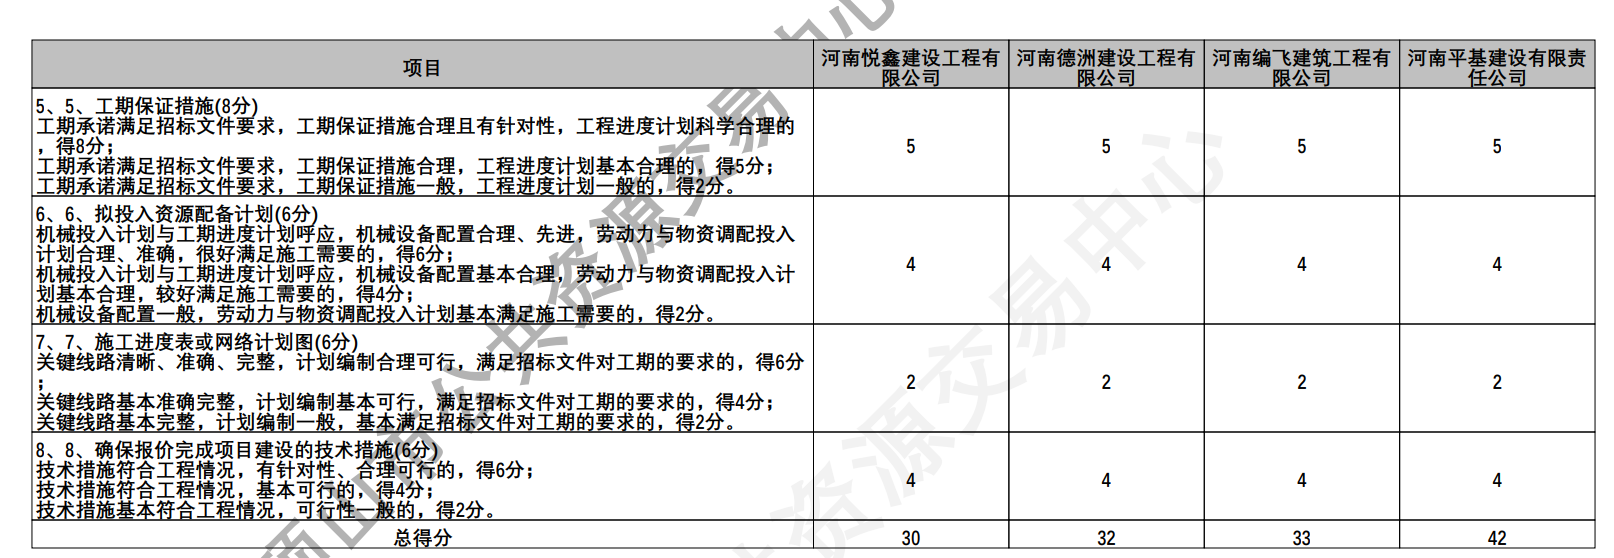 项目
河南悦鑫建设工程有
限公司
河南德洲建设工程有
限公司
河南编飞建筑工程有
限公司
河南平基建设有限责
任公司
5、5、工期保证措施(8分)
工期承诺满足招标文件要求，工期保证措施合理且有针对性，工程进度计划科学合理的
，得8分；
工期承诺满足招标文件要求，工期保证措施合理，工程进度计划基本合理的，得5分；
工期承诺满足招标文件要求，工期保证措施一般，工程进度计划一般的，得2分。
5
5
5
5
6、6、拟投入资源配备计划(6分)
机械投入计划与工期进度计划呼应，机械设备配置合理、先进，劳动力与物资调配投入
计划合理、准确，很好满足施工需要的，得6分；
机械投入计划与工期进度计划呼应，机械设备配置基本合理，劳动力与物资调配投入计
划基本合理，较好满足施工需要的，得4分；
机械设备配置一般，劳动力与物资调配投入计划基本满足施工需要的，得2分。
4
4
4
4
7、7、施工进度表或网络计划图(6分)
关键线路清晰、准确、完整，计划编制合理可行，满足招标文件对工期的要求的，得6分
；
关键线路基本准确完整，计划编制基本可行，满足招标文件对工期的要求的，得4分；
关键线路基本完整，计划编制一般，基本满足招标文件对工期的要求的，得2分。
2
2
2
2
8、8、确保报价完成项目建设的技术措施(6分)
技术措施符合工程情况，有针对性、合理可行的，得6分；
技术措施符合工程情况，基本可行的，得4分；
技术措施基本符合工程情况，可行性一般的，得2分。
4
4
4
4
总得分
30
32
33
42
顶山市公共资源交易中心
共资源交易中心